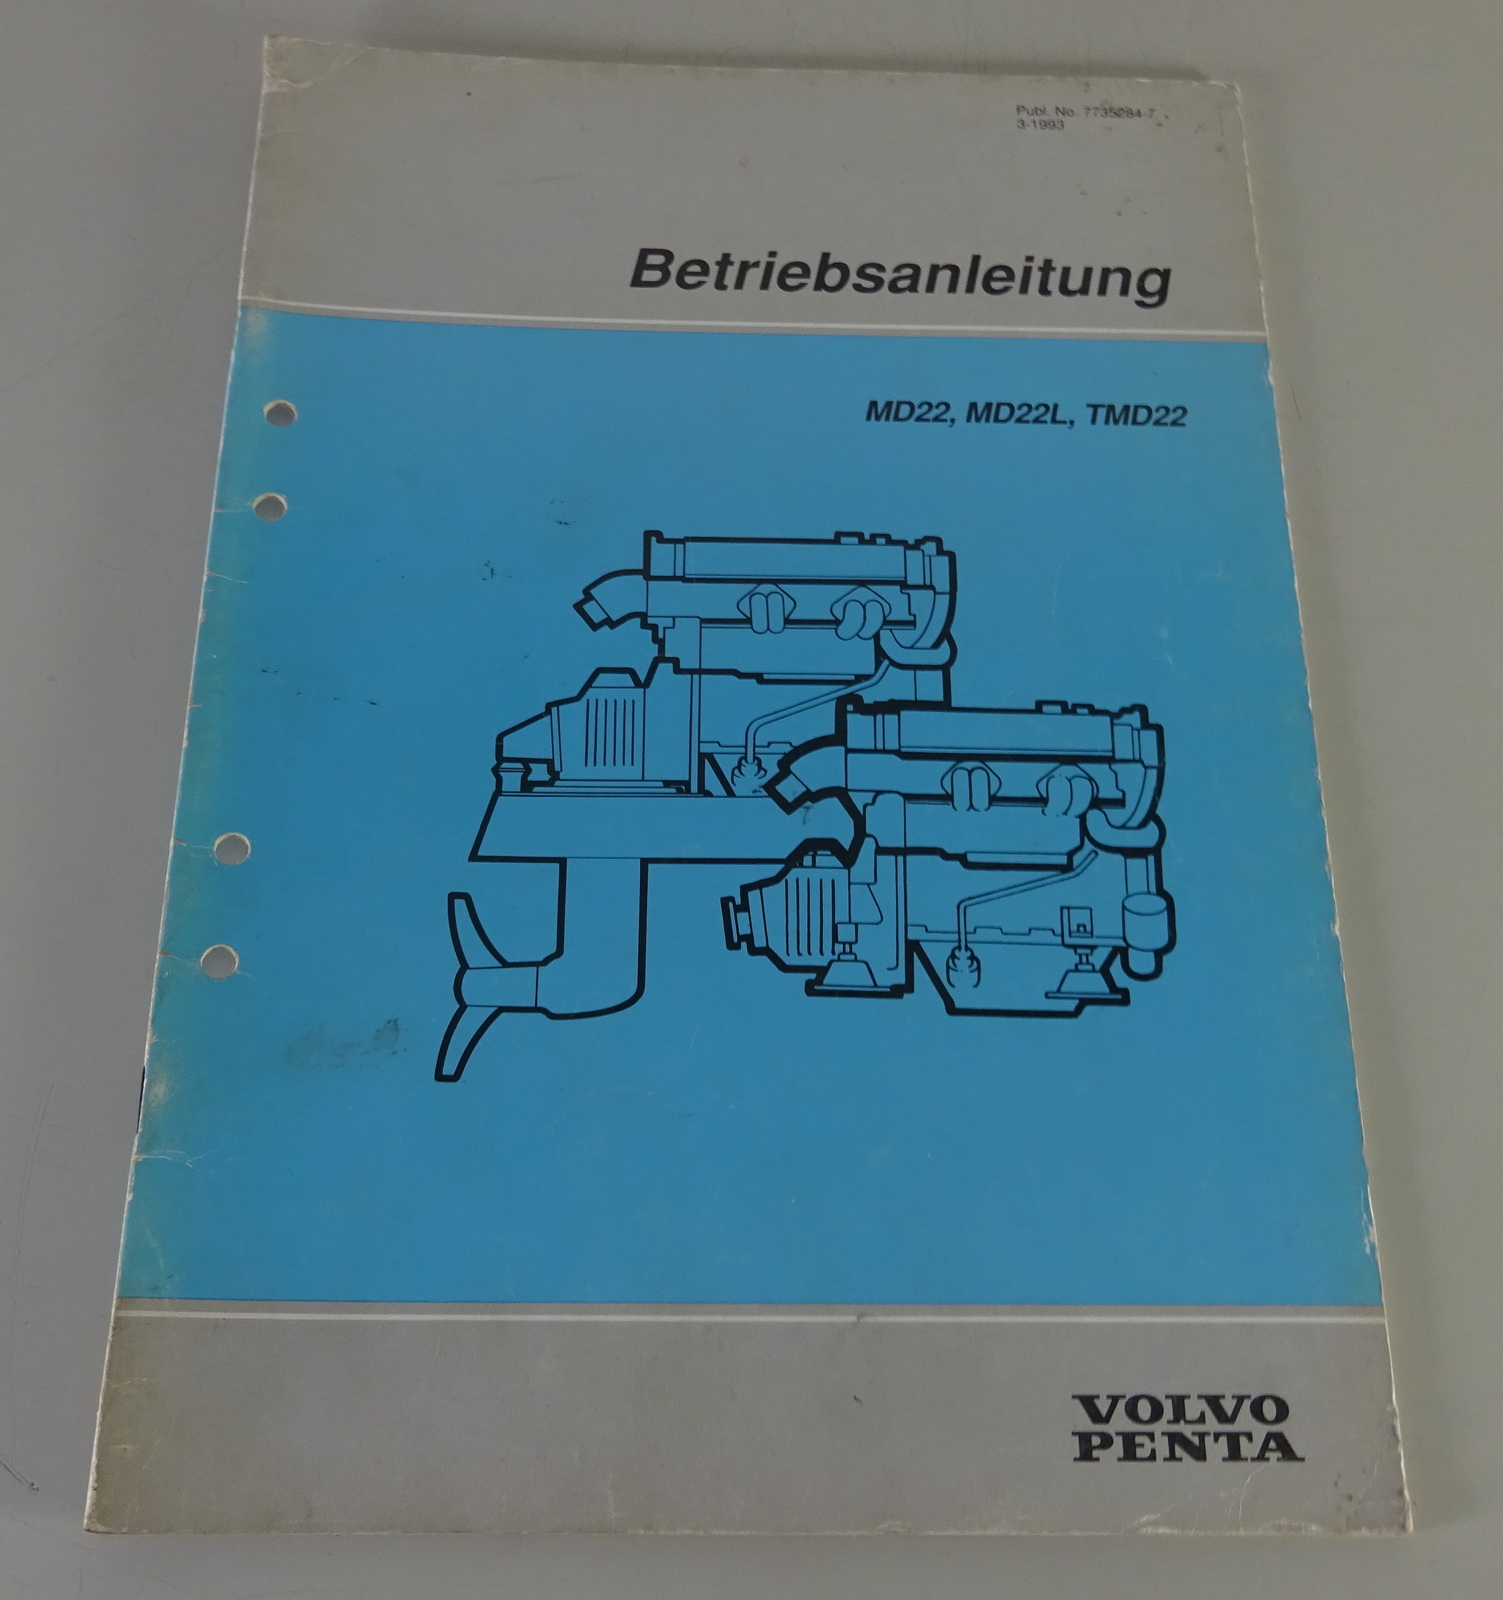 Publ. No. 7735284-7
3-1993
Betriebsanleitung
MD22, MD22L, TMD22
VOLVO
PENTA